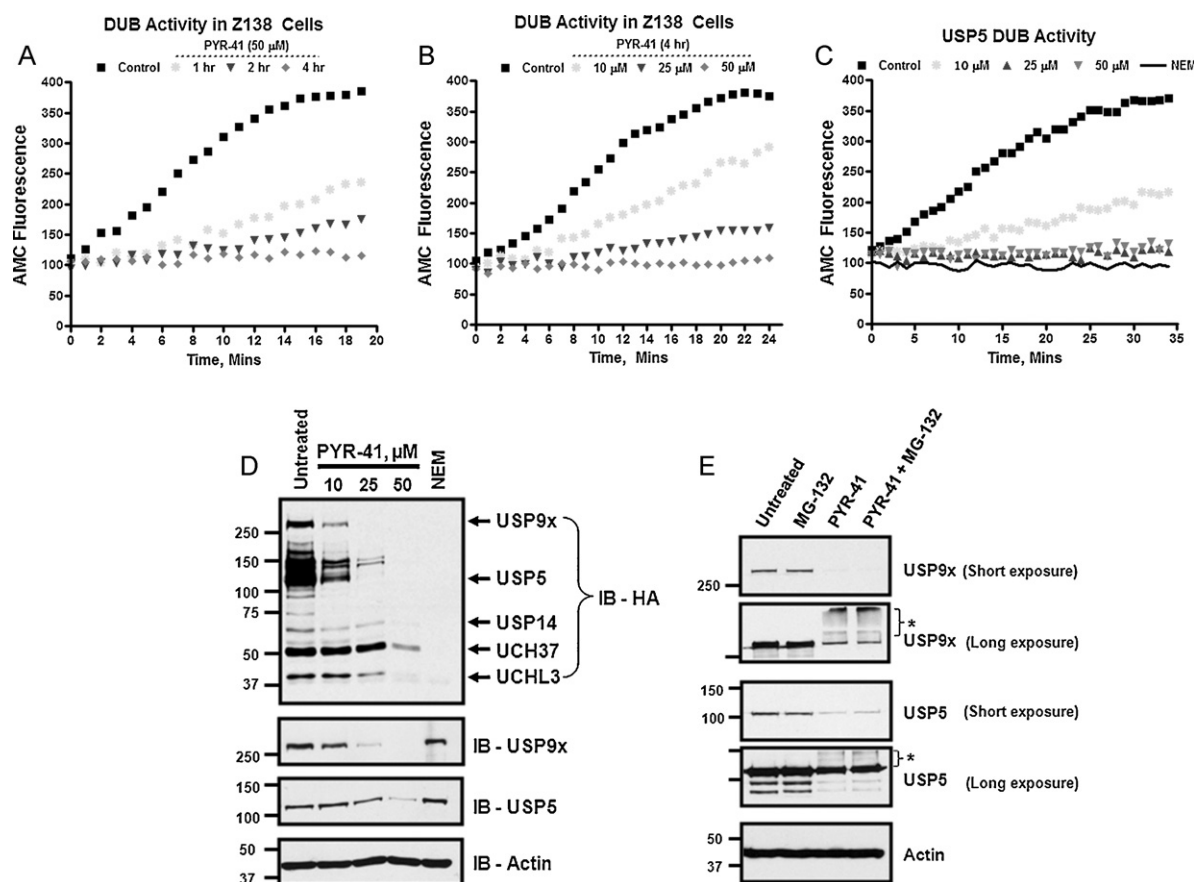 A
DUB Activity in Z138 Cells
PYR-41 (50 µM)
Control 1 hr 2 hr 4 hr
AMC Fluorescence
400
350
300
250
200
150
100
50
0
0 2 4 6 8 10 12 14 16 18 20
Time, Mins
B
DUB Activity in Z138 Cells
PYR-41 (4 hr)
Control 10 µM 25 µM 50 µM
AMC Fluorescence
400
350
300
250
200
150
100
50
0
0 2 4 6 8 10 12 14 16 18 20 22 24
Time, Mins
C
USP5 DUB Activity
Control 10 µM 25 µM 50 µM NEM
AMC Fluorescence
400
350
300
250
200
150
100
50
0
0 5 10 15 20 25 30 35
Time, Mins
D
Untreated
PYR-41, µM
10 25 50
NEM
250
150
100
75
50
37
USP9x
USP5
USP14
UCH37
UCHL3
IB - HA
250
IB - USP9x
150
100
IB - USP5
50
37
IB - Actin
E
Untreated
MG-132
PYR-41
PYR-41 + MG-132
250
USP9x (Short exposure)
*
USP9x (Long exposure)
150
100
USP5 (Short exposure)
*
USP5 (Long exposure)
50
37
Actin